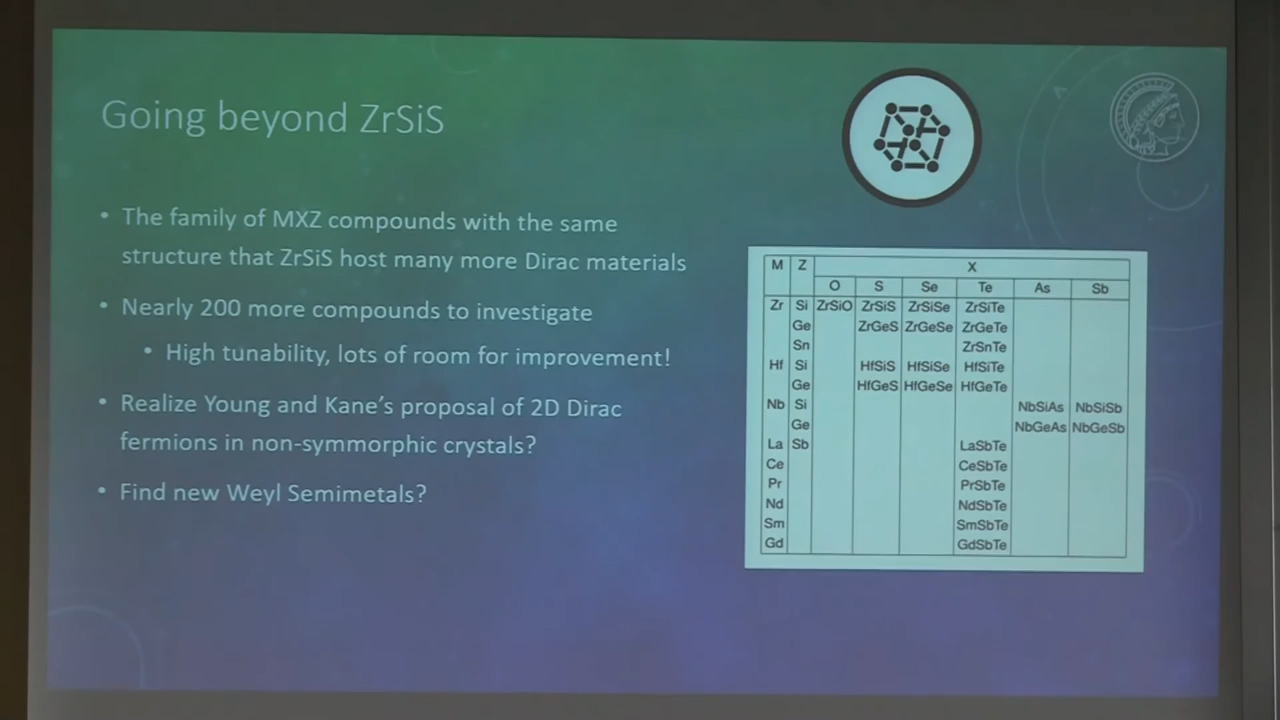 Going beyond ZrSiS
• The family of MXZ compounds with the same
structure that ZrSiS host many more Dirac materials
• Nearly 200 more compounds to investigate
• High tunability, lots of room for improvement!
• Realize Young and Kane's proposal of 2D Dirac
fermions in non-symmorphic crystals?
• Find new Weyl Semimetals?
M Z X
O S Se Te As Sb
Zr Si ZrSiO ZrSiS ZrSiSe ZrSiTe
Ge ZrGeS ZrGeSe ZrGeTe
Sn ZrSnTe
Hf Si HfSiS HfSiSe HfSiTe
Ge HfGeS HfGeSe HfGeTe
Nb Si NbSiAs NbSiSb
Ge NbGeAs NbGeSb
La Sb LaSbTe
Ce CeSbTe
Pr PrSbTe
Nd NdSbTe
Sm SmSbTe
Gd GdSbTe